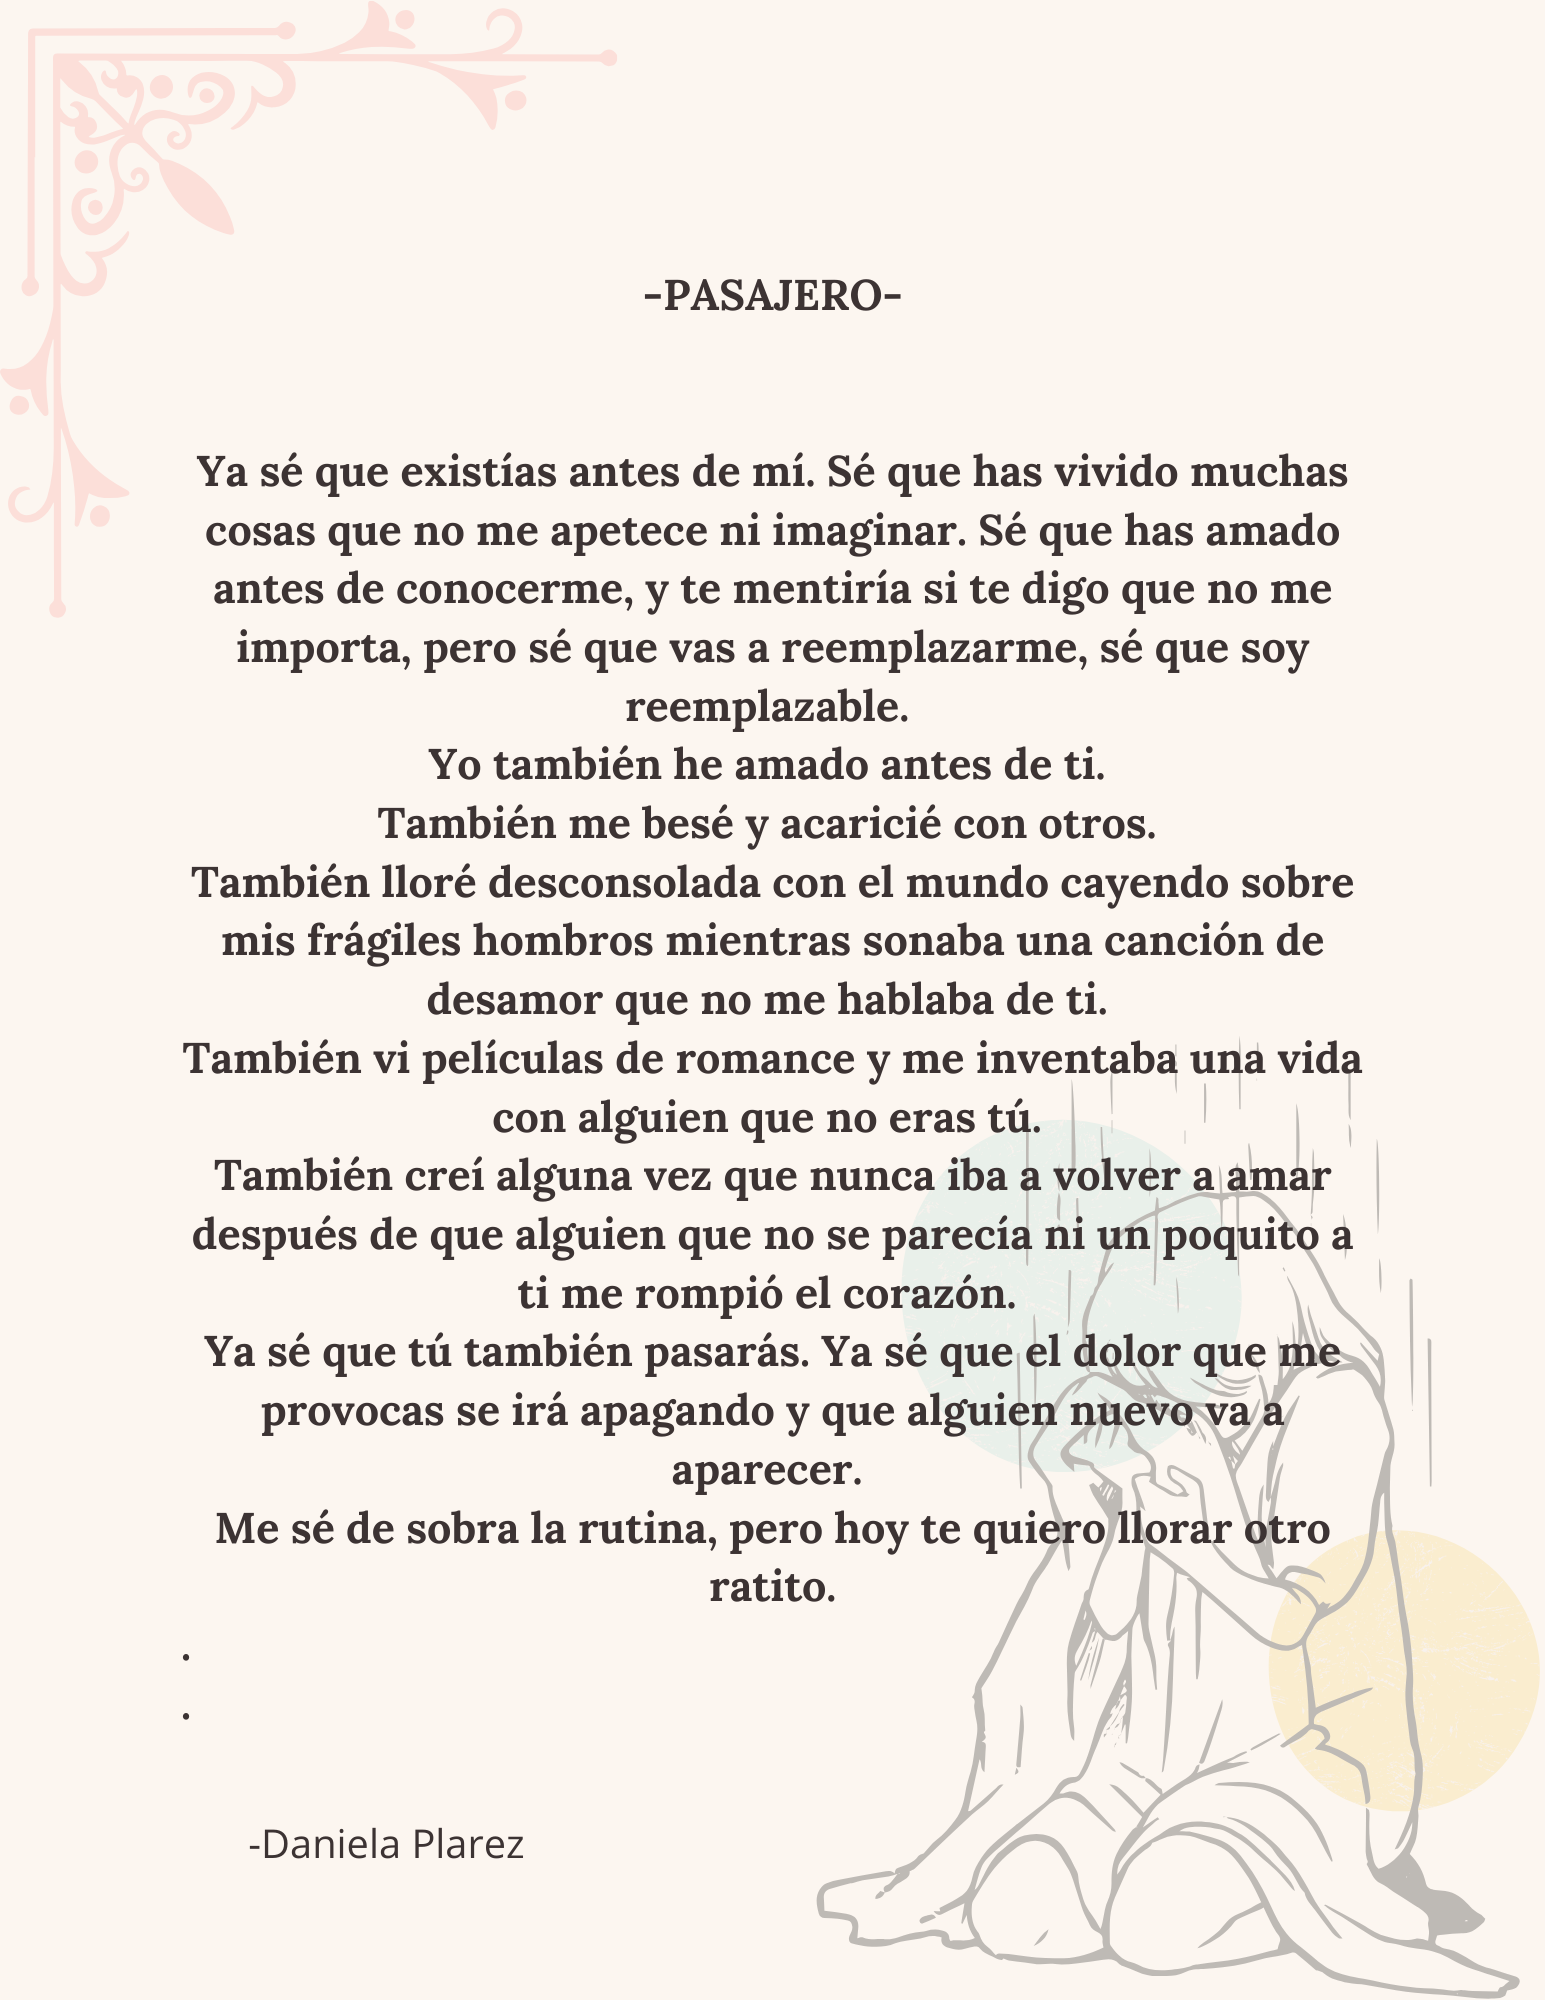 -PASAJERO-
Ya sé que existías antes de mí. Sé que has vivido muchas
cosas que no me apetece ni imaginar. Sé que has amado
antes de conocerme, y te mentiría si te digo que no me
importa, pero sé que vas a reemplazarme, sé que soy
reemplazable.
Yo también he amado antes de ti.
También me besé y acaricié con otros.
También lloré desconsolada con el mundo cayendo sobre
mis frágiles hombros mientras sonaba una canción de
desamor que no me hablaba de ti.
También vi películas de romance y me inventaba una vida
con alguien que no eras tú.
También creí alguna vez que nunca iba a volver a amar
después de que alguien que no se parecía ni un poquito a
ti me rompió el corazón.
Ya sé que tú también pasarás. Ya sé que el dolor que me
provocas se irá apagando y que alguien nuevo va a
aparecer.
Me sé de sobra la rutina, pero hoy te quiero llorar otro
ratito.
.
.
-Daniela Plarez